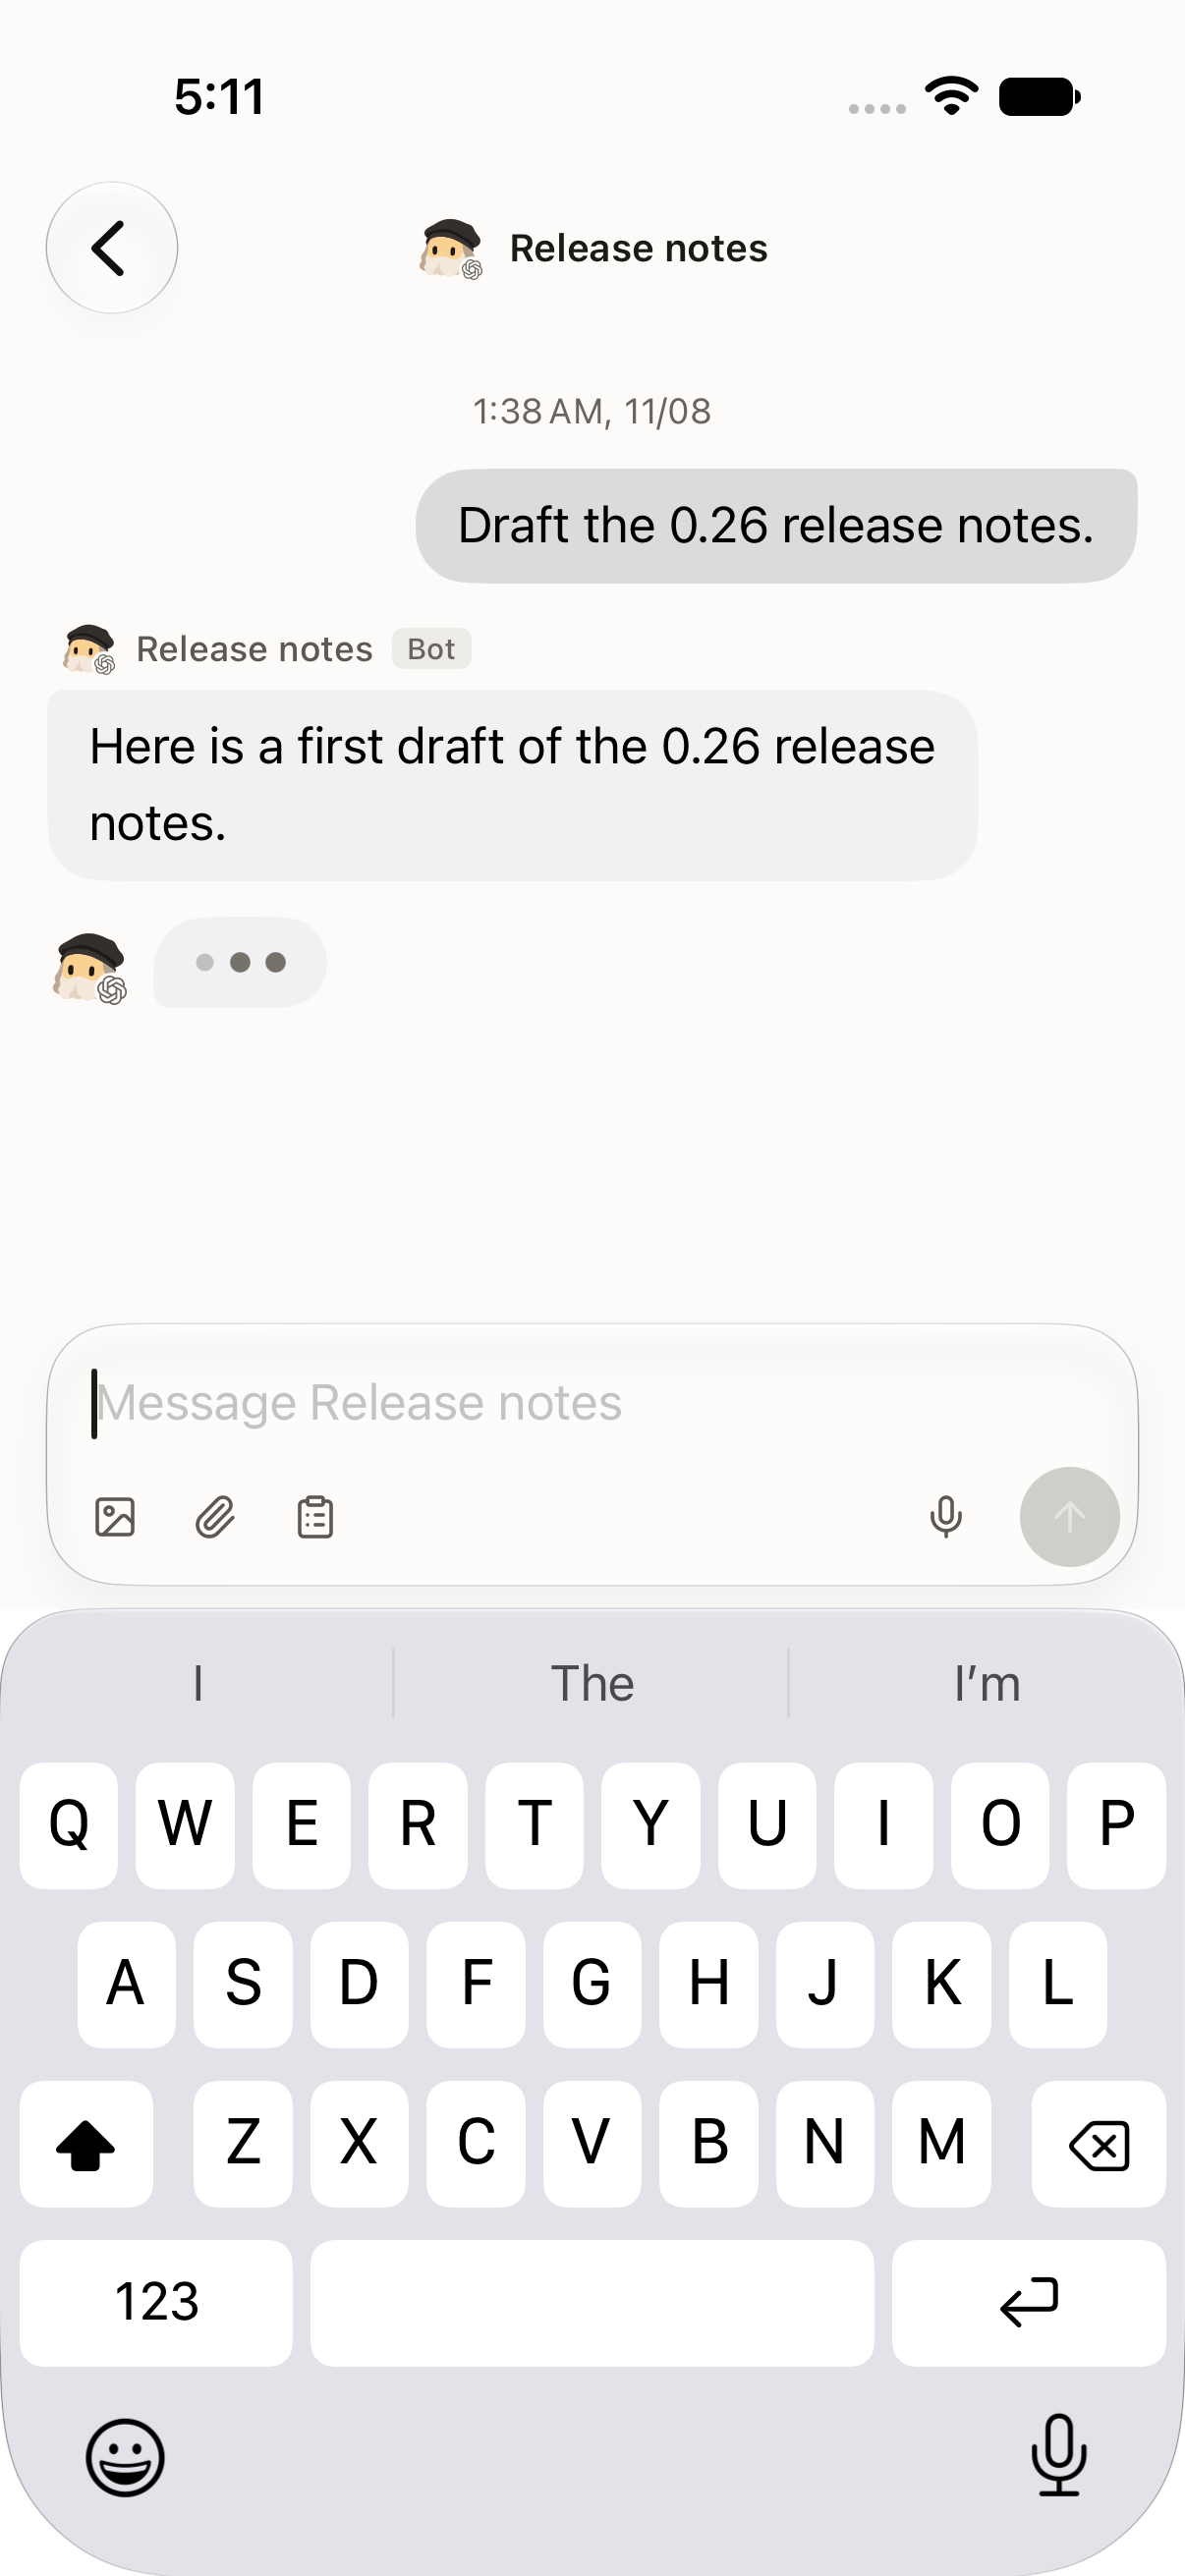 5:11
Release notes
1:38 AM, 11/08
Draft the 0.26 release notes.
Release notes Bot
Here is a first draft of the 0.26 release
notes.
Message Release notes
I The I'm
Q W E R T Y U I O P
A S D F G H J K L
Z X C V B N M
123